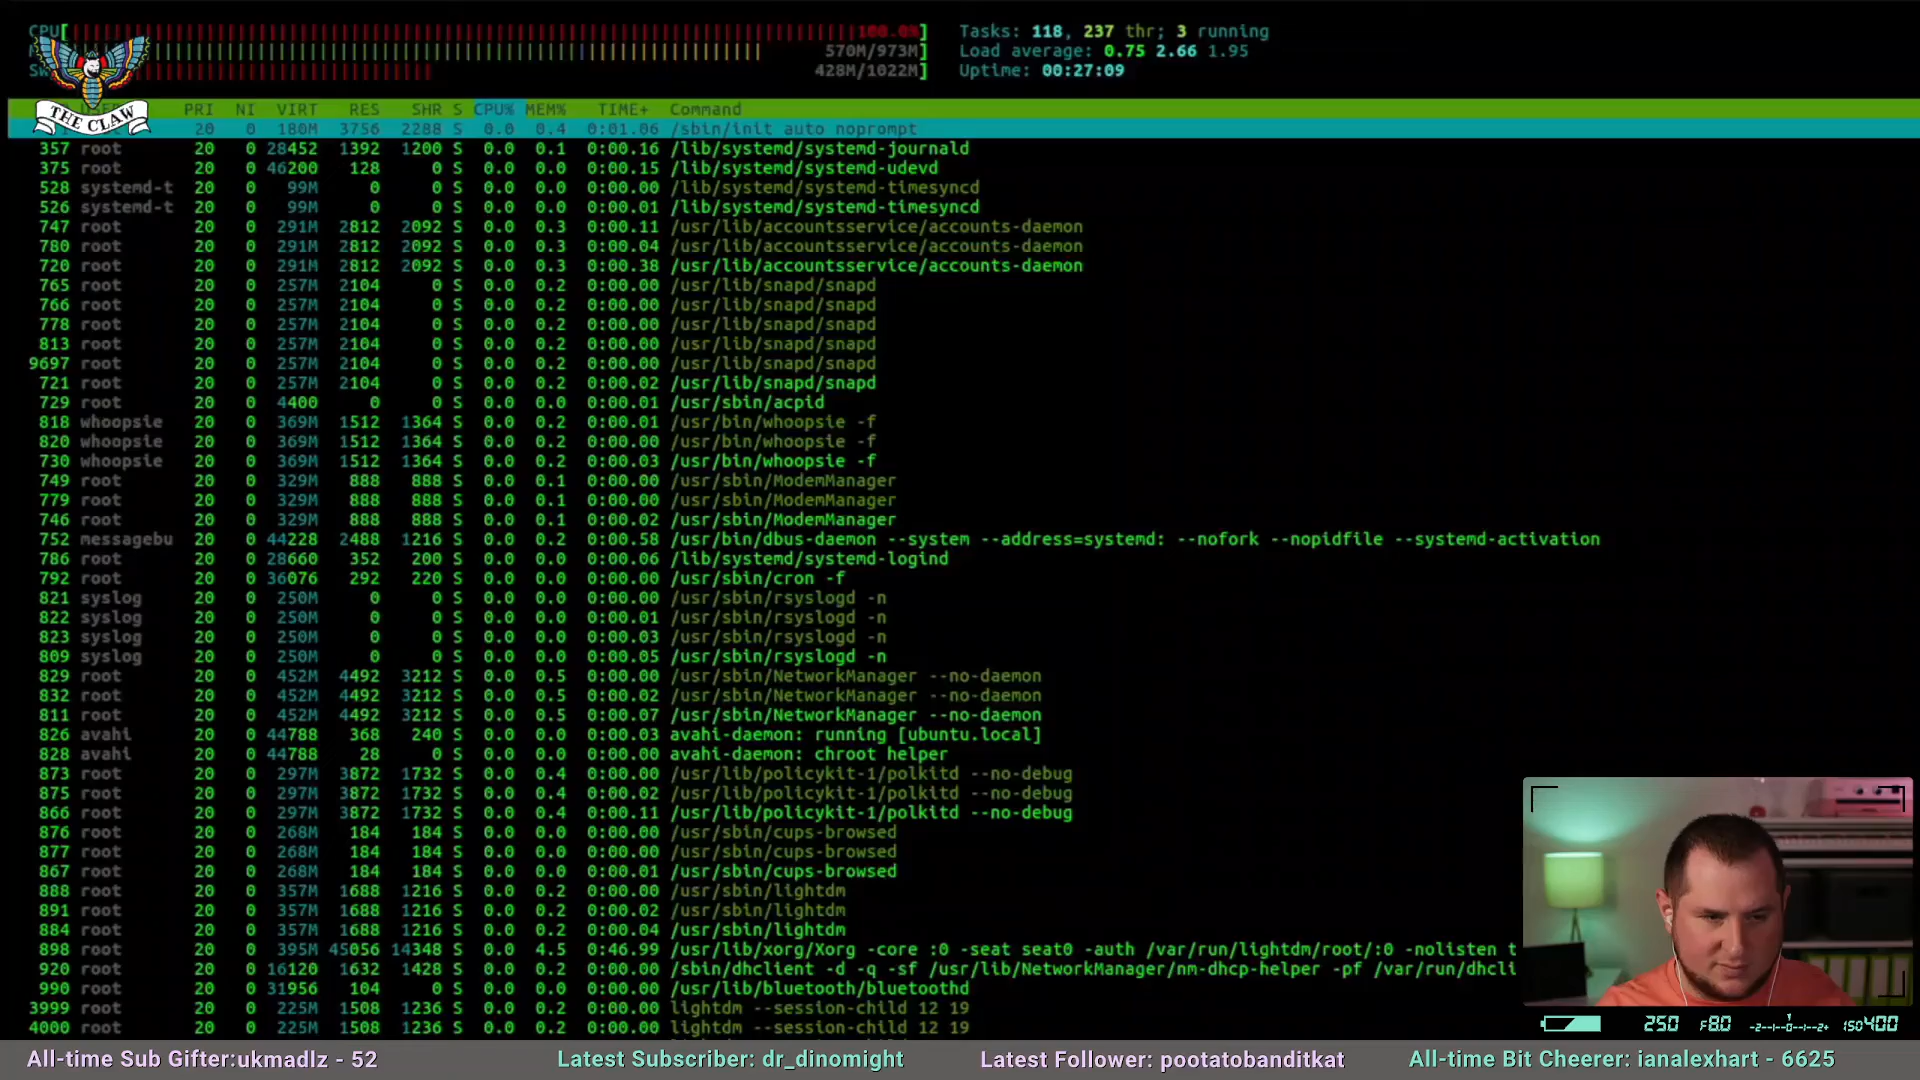 CPU[ 100.0%] Tasks: 118, 237 thr; 3 running
570M/973M] Load average: 0.75 2.66 1.95
428M/1022M] Uptime: 00:27:09
THE CLAW
PRI NI VIRT RES SHR S CPU% MEM% TIME+ Command
20 0 180M 3756 2288 S 0.0 0.4 0:01.06 /sbin/init auto noprompt
357 root 20 0 28452 1392 1200 S 0.0 0.1 0:00.16 /lib/systemd/systemd-journald
375 root 20 0 46200 128 0 S 0.0 0.0 0:00.15 /lib/systemd/systemd-udevd
528 systemd-t 20 0 99M 0 0 S 0.0 0.0 0:00.00 /lib/systemd/systemd-timesyncd
526 systemd-t 20 0 99M 0 0 S 0.0 0.0 0:00.01 /lib/systemd/systemd-timesyncd
747 root 20 0 291M 2812 2092 S 0.0 0.3 0:00.11 /usr/lib/accountsservice/accounts-daemon
780 root 20 0 291M 2812 2092 S 0.0 0.3 0:00.04 /usr/lib/accountsservice/accounts-daemon
720 root 20 0 291M 2812 2092 S 0.0 0.3 0:00.38 /usr/lib/accountsservice/accounts-daemon
765 root 20 0 257M 2104 0 S 0.0 0.2 0:00.00 /usr/lib/snapd/snapd
766 root 20 0 257M 2104 0 S 0.0 0.2 0:00.00 /usr/lib/snapd/snapd
778 root 20 0 257M 2104 0 S 0.0 0.2 0:00.00 /usr/lib/snapd/snapd
813 root 20 0 257M 2104 0 S 0.0 0.2 0:00.00 /usr/lib/snapd/snapd
9697 root 20 0 257M 2104 0 S 0.0 0.2 0:00.00 /usr/lib/snapd/snapd
721 root 20 0 257M 2104 0 S 0.0 0.2 0:00.02 /usr/lib/snapd/snapd
729 root 20 0 4400 0 0 S 0.0 0.0 0:00.01 /usr/sbin/acpid
818 whoopsie 20 0 369M 1512 1364 S 0.0 0.2 0:00.01 /usr/bin/whoopsie -f
820 whoopsie 20 0 369M 1512 1364 S 0.0 0.2 0:00.00 /usr/bin/whoopsie -f
730 whoopsie 20 0 369M 1512 1364 S 0.0 0.2 0:00.03 /usr/bin/whoopsie -f
749 root 20 0 329M 888 888 S 0.0 0.1 0:00.00 /usr/sbin/ModemManager
779 root 20 0 329M 888 888 S 0.0 0.1 0:00.00 /usr/sbin/ModemManager
746 root 20 0 329M 888 888 S 0.0 0.1 0:00.02 /usr/sbin/ModemManager
752 messagebu 20 0 44228 2488 1216 S 0.0 0.2 0:00.58 /usr/bin/dbus-daemon --system --address=systemd: --nofork --nopidfile --systemd-activation
786 root 20 0 28660 352 200 S 0.0 0.0 0:00.06 /lib/systemd/systemd-logind
792 root 20 0 36076 292 220 S 0.0 0.0 0:00.00 /usr/sbin/cron -f
821 syslog 20 0 250M 0 0 S 0.0 0.0 0:00.00 /usr/sbin/rsyslogd -n
822 syslog 20 0 250M 0 0 S 0.0 0.0 0:00.01 /usr/sbin/rsyslogd -n
823 syslog 20 0 250M 0 0 S 0.0 0.0 0:00.03 /usr/sbin/rsyslogd -n
809 syslog 20 0 250M 0 0 S 0.0 0.0 0:00.05 /usr/sbin/rsyslogd -n
829 root 20 0 452M 4492 3212 S 0.0 0.5 0:00.00 /usr/sbin/NetworkManager --no-daemon
832 root 20 0 452M 4492 3212 S 0.0 0.5 0:00.02 /usr/sbin/NetworkManager --no-daemon
811 root 20 0 452M 4492 3212 S 0.0 0.5 0:00.07 /usr/sbin/NetworkManager --no-daemon
826 avahi 20 0 44788 368 240 S 0.0 0.0 0:00.03 avahi-daemon: running [ubuntu.local]
828 avahi 20 0 44788 28 0 S 0.0 0.0 0:00.00 avahi-daemon: chroot helper
873 root 20 0 297M 3872 1732 S 0.0 0.4 0:00.00 /usr/lib/policykit-1/polkitd --no-debug
875 root 20 0 297M 3872 1732 S 0.0 0.4 0:00.02 /usr/lib/policykit-1/polkitd --no-debug
866 root 20 0 297M 3872 1732 S 0.0 0.4 0:00.11 /usr/lib/policykit-1/polkitd --no-debug
876 root 20 0 268M 184 184 S 0.0 0.0 0:00.00 /usr/sbin/cups-browsed
877 root 20 0 268M 184 184 S 0.0 0.0 0:00.00 /usr/sbin/cups-browsed
867 root 20 0 268M 184 184 S 0.0 0.0 0:00.01 /usr/sbin/cups-browsed
888 root 20 0 357M 1688 1216 S 0.0 0.2 0:00.00 /usr/sbin/lightdm
891 root 20 0 357M 1688 1216 S 0.0 0.2 0:00.02 /usr/sbin/lightdm
884 root 20 0 357M 1688 1216 S 0.0 0.2 0:00.04 /usr/sbin/lightdm
898 root 20 0 395M 45056 14348 S 0.0 4.5 0:46.99 /usr/lib/xorg/Xorg -core :0 -seat seat0 -auth /var/run/lightdm/root/:0 -nolisten t
920 root 20 0 16120 1632 1428 S 0.0 0.2 0:00.00 /sbin/dhclient -d -q -sf /usr/lib/NetworkManager/nm-dhcp-helper -pf /var/run/dhcli
990 root 20 0 31956 104 0 S 0.0 0.0 0:00.00 /usr/lib/bluetooth/bluetoothd
3999 root 20 0 225M 1508 1236 S 0.0 0.2 0:00.00 lightdm --session-child 12 19
4000 root 20 0 225M 1508 1236 S 0.0 0.2 0:00.00 lightdm --session-child 12 19
250 F8.0 -2--1--0--1--2+ ISO400
All-time Sub Gifter:ukmadlz - 52 Latest Subscriber: dr_dinomight Latest Follower: pootatobanditkat All-time Bit Cheerer: ianalexhart - 6625